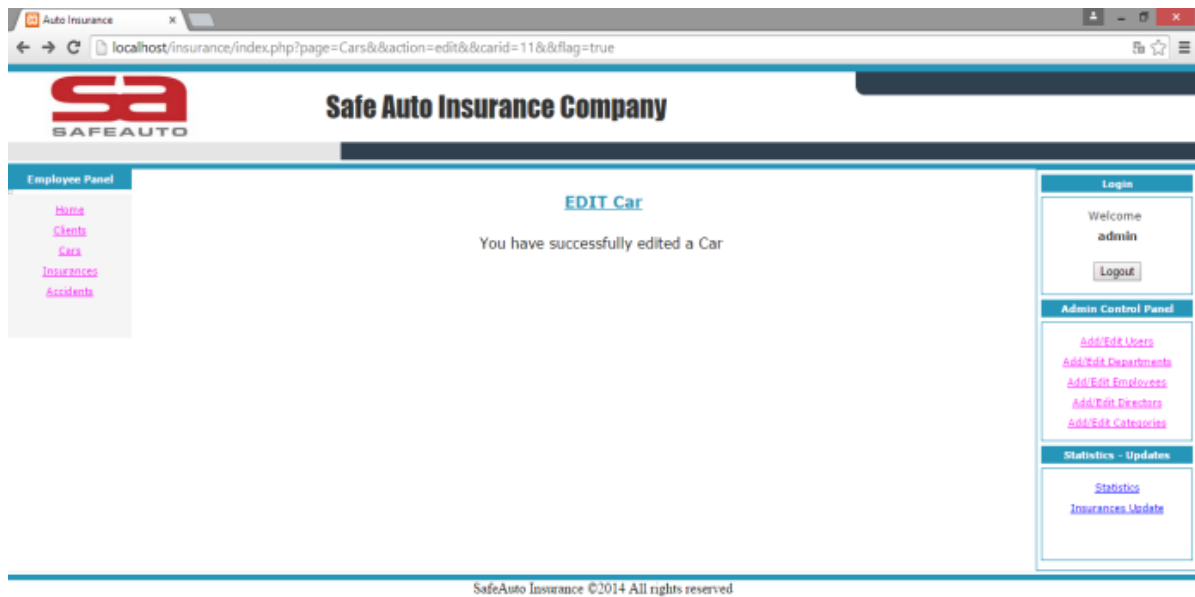 Auto Insurance
localhost/insurance/index.php?page=Cars&&action=edit&&carid=11&&flag=true
sa
SAFEAUTO
Safe Auto Insurance Company
Employee Panel
Home
Clients
Cars
Insurances
Accidents
EDIT Car
You have successfully edited a Car
Login
Welcome
admin
Logout
Admin Control Panel
Add/Edit Users
Add/Edit Departments
Add/Edit Employees
Add/Edit Directors
Add/Edit Categories
Statistics - Updates
Statistics
Insurances Update
SafeAuto Insurance ©2014 All rights reserved